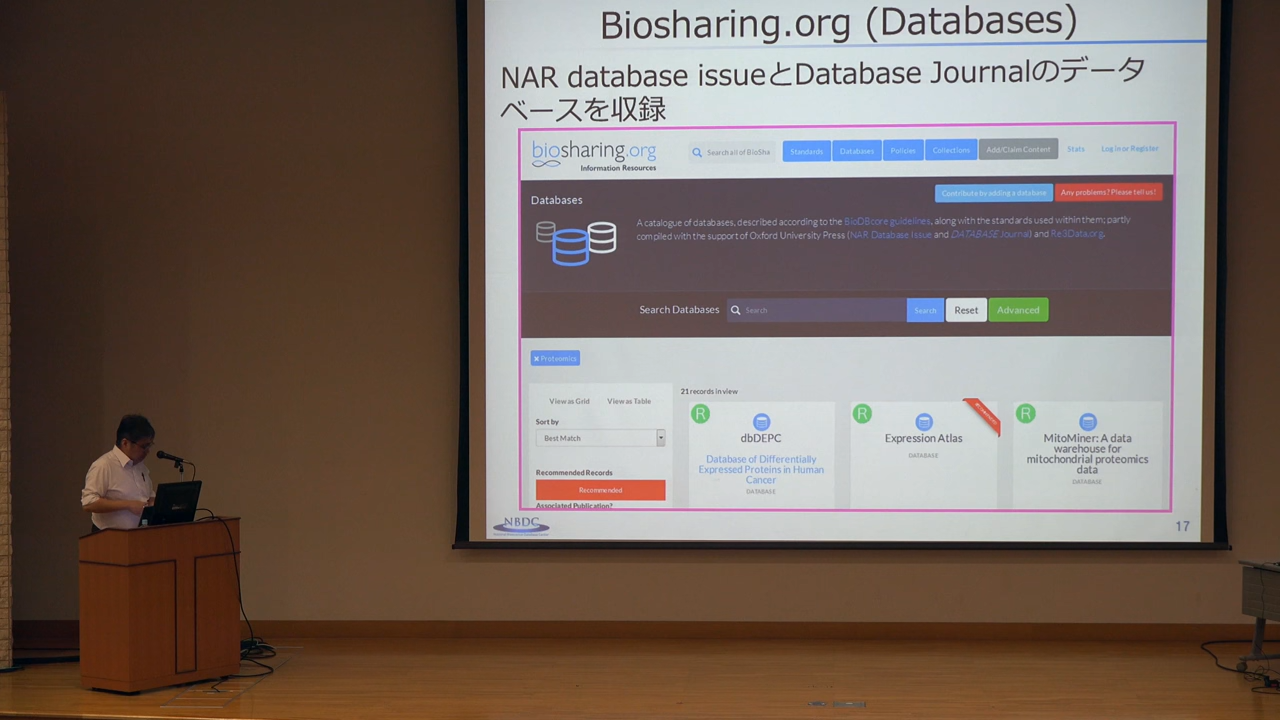 Biosharing.org (Databases)
NAR database issueとDatabase Journalのデータ
ベースを収録
biosharing.org
Information Resources
Search all of BioSha
Standards
Databases
Policies
Collections
Add/Claim Content
Stats
Log in or Register
Contribute by adding a database
Any problems? Please tell us!
Databases
A catalogue of databases, described according to the BioDBcore guidelines, along with the standards used within them; partly
compiled with the support of Oxford University Press (NAR Database Issue and DATABASE Journal) and Re3Data.org.
Search Databases
Search
Search
Reset
Advanced
× Proteomics
View as Grid
View as Table
Sort by
Best Match
Recommended Records
Recommended
Associated Publication?
21 records in view
R
dbDEPC
Database of Differentially
Expressed Proteins in Human
Cancer
DATABASE
R
Expression Atlas
DATABASE
R
MitoMiner: A data
warehouse for
mitochondrial proteomics
data
DATABASE
NBDC
17